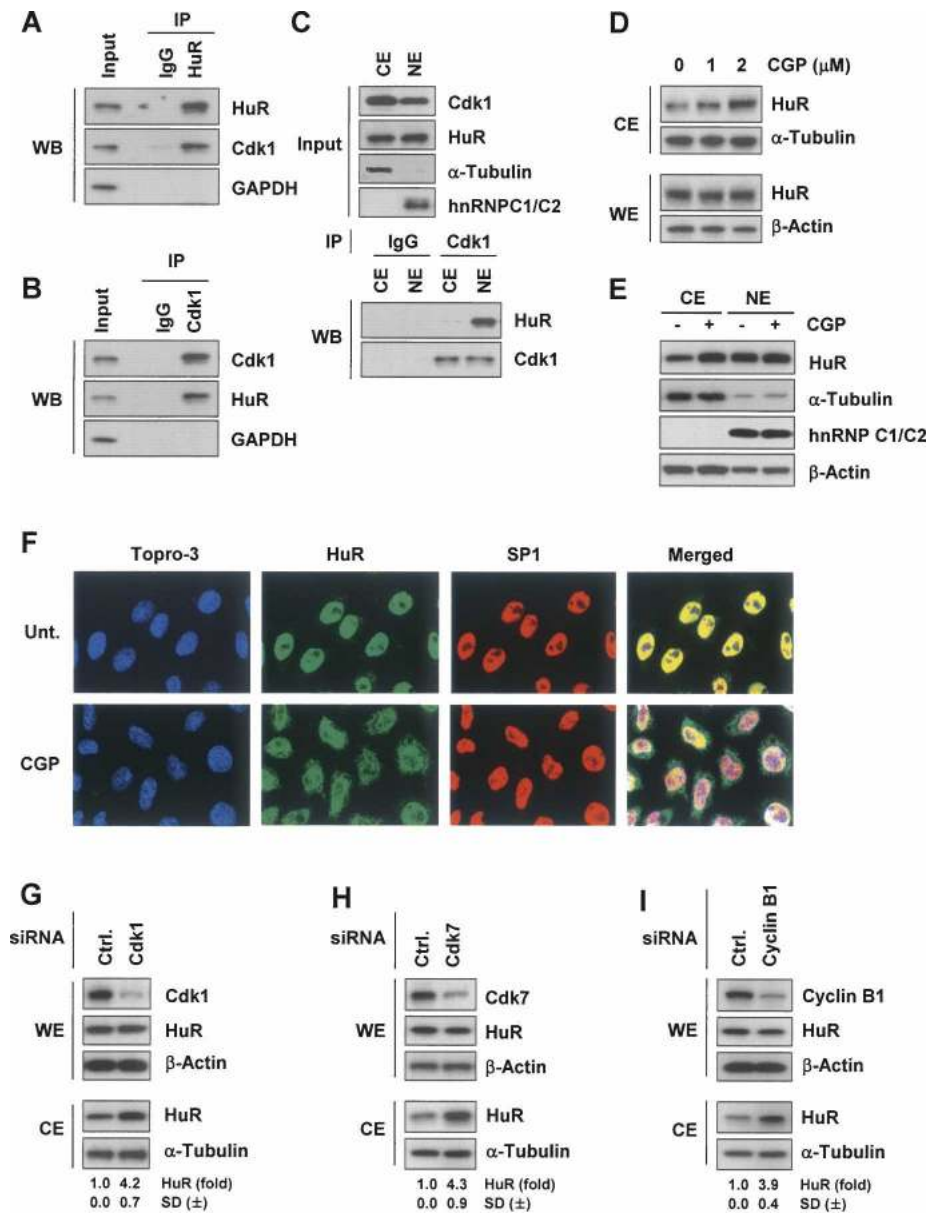 A
IP
Input
IgG
HuR
WB
HuR
Cdk1
GAPDH
B
IP
Input
IgG
Cdk1
WB
Cdk1
HuR
GAPDH
C
CE
NE
Input
Cdk1
HuR
α-Tubulin
hnRNPC1/C2
IP
IgG
Cdk1
CE
NE
CE
NE
WB
HuR
Cdk1
D
0 1 2 CGP (μM)
CE
HuR
α-Tubulin
WE
HuR
β-Actin
E
CE NE
- + - + CGP
HuR
α-Tubulin
hnRNP C1/C2
β-Actin
F
Topro-3 HuR SP1 Merged
Unt.
CGP
G
siRNA
Ctrl.
Cdk1
WE
Cdk1
HuR
β-Actin
CE
HuR
α-Tubulin
1.0 4.2 HuR (fold)
0.0 0.7 SD (±)
H
siRNA
Ctrl.
Cdk7
WE
Cdk7
HuR
β-Actin
CE
HuR
α-Tubulin
1.0 4.3 HuR (fold)
0.0 0.9 SD (±)
I
siRNA
Ctrl.
Cyclin B1
WE
Cyclin B1
HuR
β-Actin
CE
HuR
α-Tubulin
1.0 3.9 HuR (fold)
0.0 0.4 SD (±)